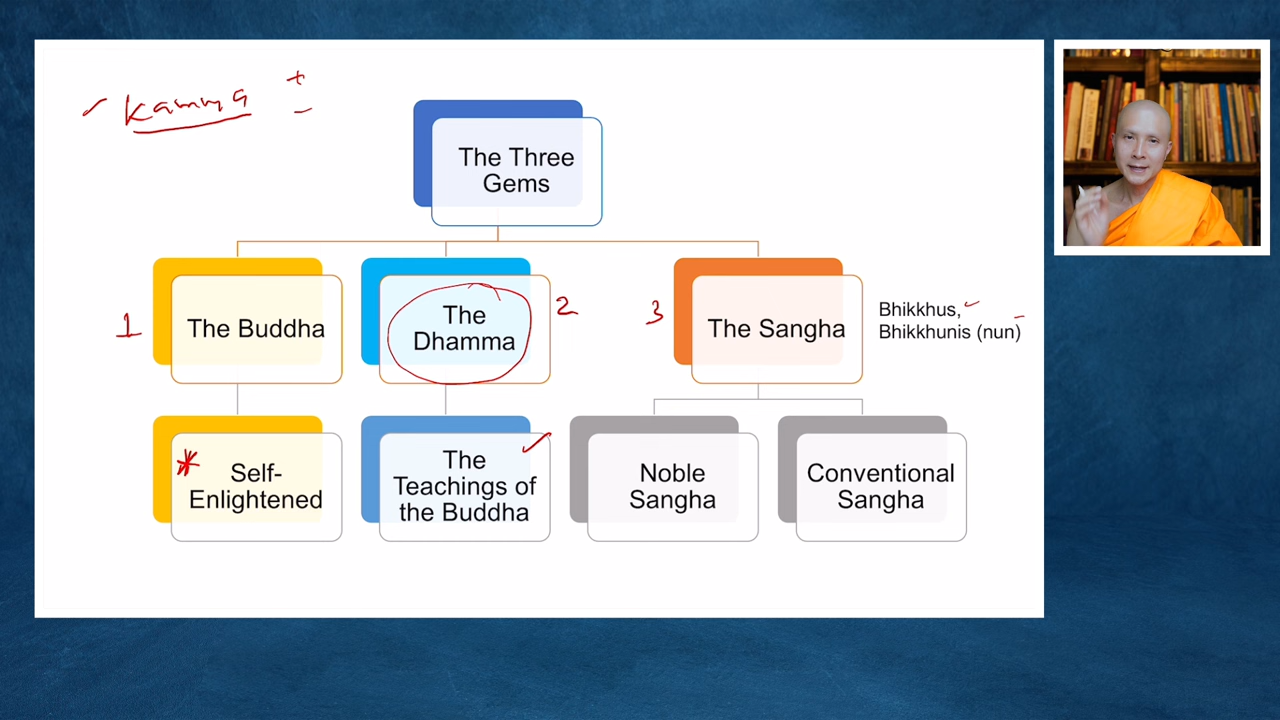 ✓ Kamma +
-
The Three
Gems
1
The Buddha
The
Dhamma
2
3
The Sangha
Bhikkhus, ✓
Bhikkhunis (nun)
*
Self-
Enlightened
The
Teachings of
the Buddha
✓
Noble
Sangha
Conventional
Sangha